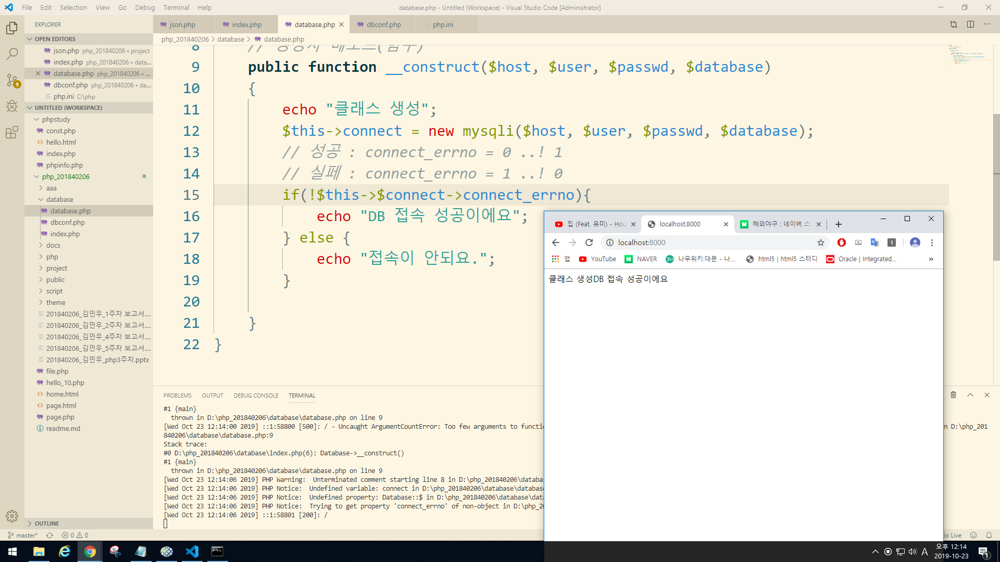 File Edit Selection View Go Debug Terminal Help
database.php - Untitled (Workspace) - Visual Studio Code [Administrator]
EXPLORER
OPEN EDITORS
json.php php_201840206 • project
index.php php_201840206 • data...
database.php php_201840206 • ...
dbconf.php php_201840206 • da...
php.ini C:\php
UNTITLED (WORKSPACE)
phpstudy
const.php
hello.html
index.php
phpinfo.php
php_201840206
aaa
database
database.php
dbconf.php
index.php
docs
php
project
public
script
theme
201840206_김민우_1주차 보고서....
201840206_김민우_2주차 보고서....
201840206_김민우_4주차 보고서....
201840206_김민우_5주차 보고서....
201840206_김민우_php3주차.pptx
file.php
hello_10.php
home.html
page.html
page.php
readme.md
OUTLINE
9
json.php index.php database.php dbconf.php php.ini
php_201840206 > database > database.php
8 //
9 public function __construct($host, $user, $passwd, $database)
10 {
11 echo "클래스 생성";
12 $this->connect = new mysqli($host, $user, $passwd, $database);
13 // 성공 : connect_errno = 0 ..! 1
14 // 실페 : connect_errno = 1 ..! 0
15 if(!$this->$connect->connect_errno){
16 echo "DB 접속 성공이에요";
17 } else {
18 echo "접속이 안되요.";
19 }
20
21 }
22 }
PROBLEMS OUTPUT DEBUG CONSOLE TERMINAL
#1 {main}
thrown in D:\php_201840206\database\database.php on line 9
[Wed Oct 23 12:14:00 2019] ::1:58800 [500]: / - Uncaught ArgumentCountError: Too few arguments to functi n D:\php_201
840206\database\database.php:9
Stack trace:
#0 D:\php_201840206\database\index.php(6): Database->__construct()
#1 {main}
thrown in D:\php_201840206\database\database.php on line 9
[Wed Oct 23 12:14:06 2019] PHP Warning: Unterminated comment starting line 8 in D:\php_201840206\databa
[Wed Oct 23 12:14:06 2019] PHP Notice: Undefined variable: connect in D:\php_201840206\database\databas
[Wed Oct 23 12:14:06 2019] PHP Notice: Undefined property: Database::$ in D:\php_201840206\database\dat
[Wed Oct 23 12:14:06 2019] PHP Notice: Trying to get property 'connect_errno' of non-object in D:\php_2
[Wed Oct 23 12:14:06 2019] ::1:58801 [200]: /
집 (Feat. 유미) - Hou localhost:8000 해외야구 : 네이버 스
localhost:8000
앱 YouTube NAVER 나무위키:대문 - 나... html5 | html5 스터디 Oracle | Integrated... »
클래스 생성DB 접속 성공이에요
master* 0 0 Go Live
A 오후 12:14
2019-10-23
1